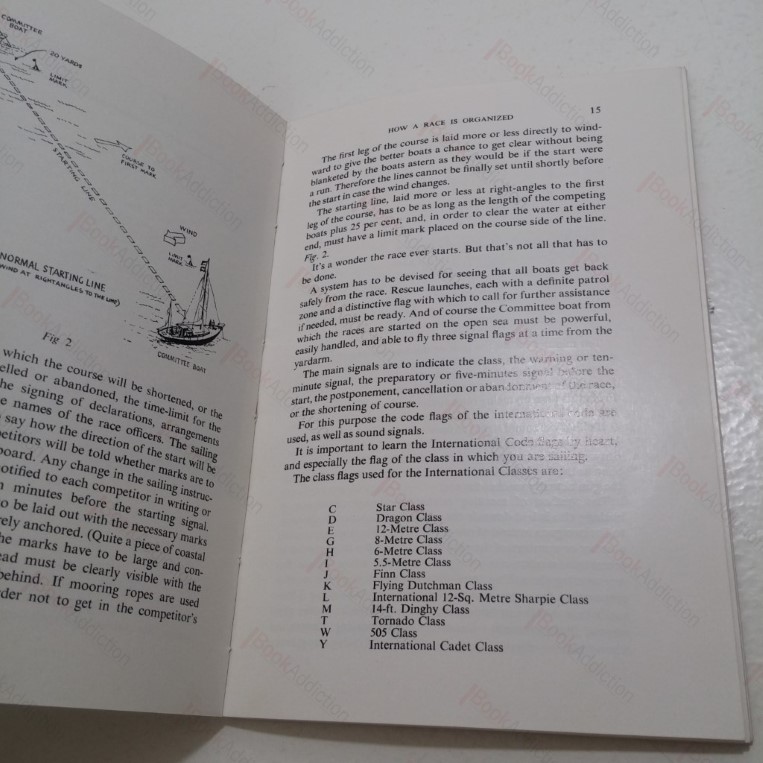 COMMITTEE
BOAT
20 YARDS
LIMIT
MARK
COURSE TO
FIRST MARK
STARTING LINE
WIND
LIMIT
MARK
NORMAL STARTING LINE
WIND AT RIGHTANGLES TO THE LINE)
COMMITTEE BOAT
Fig 2
which the course will be shortened, or the
elled or abandoned, the time-limit for the
he signing of declarations, arrangements
e names of the race officers. The sailing
say how the direction of the start will be
petitors will be told whether marks are to
board. Any change in the sailing instruc-
otified to each competitor in writing or
minutes before the starting signal.
o be laid out with the necessary marks
rely anchored. (Quite a piece of coastal
he marks have to be large and con-
ad must be clearly visible with the
behind. If mooring ropes are used
der not to get in the competitor's
HOW A RACE IS ORGANIZED 15
The first leg of the course is laid more or less directly to wind-
ward to give the better boats a chance to get clear without being
blanketed by the boats astern as they would be if the start were
a run. Therefore the lines cannot be finally set until shortly before
the start in case the wind changes.
The starting line, laid more or less at right-angles to the first
leg of the course, has to be as long as the length of the competing
boats plus 25 per cent, and, in order to clear the water at either
end, must have a limit mark placed on the course side of the line.
Fig. 2.
It's a wonder the race ever starts. But that's not all that has to
be done.
A system has to be devised for seeing that all boats get back
safely from the race. Rescue launches, each with a definite patrol
zone and a distinctive flag with which to call for further assistance
if needed, must be ready. And of course the Committee boat from
which the races are started on the open sea must be powerful,
easily handled, and able to fly three signal flags at a time from the
yardarm.
The main signals are to indicate the class, the warning or ten-
minute signal, the preparatory or five-minutes signal before the
start, the postponement, cancellation or abandonment of the race,
or the shortening of course.
For this purpose the code flags of the international code are
used, as well as sound signals.
It is important to learn the International Code flags by heart,
and especially the flag of the class in which you are sailing.
The class flags used for the International Classes are:
C Star Class
D Dragon Class
E 12-Metre Class
G 8-Metre Class
H 6-Metre Class
I 5.5-Metre Class
J Finn Class
K Flying Dutchman Class
L International 12-Sq. Metre Sharpie Class
M 14-ft. Dinghy Class
T Tornado Class
W 505 Class
Y International Cadet Class
BookAddiction